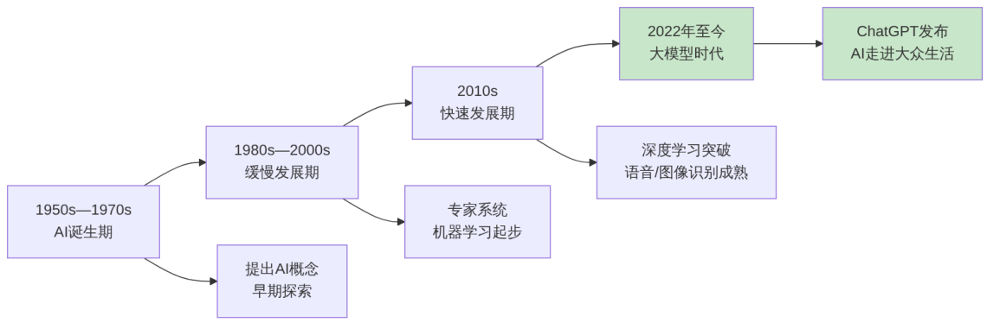 1950s—1970s
AI诞生期
提出AI概念
早期探索
1980s—2000s
缓慢发展期
专家系统
机器学习起步
2010s
快速发展期
深度学习突破
语音/图像识别成熟
2022年至今
大模型时代
ChatGPT发布
AI走进大众生活